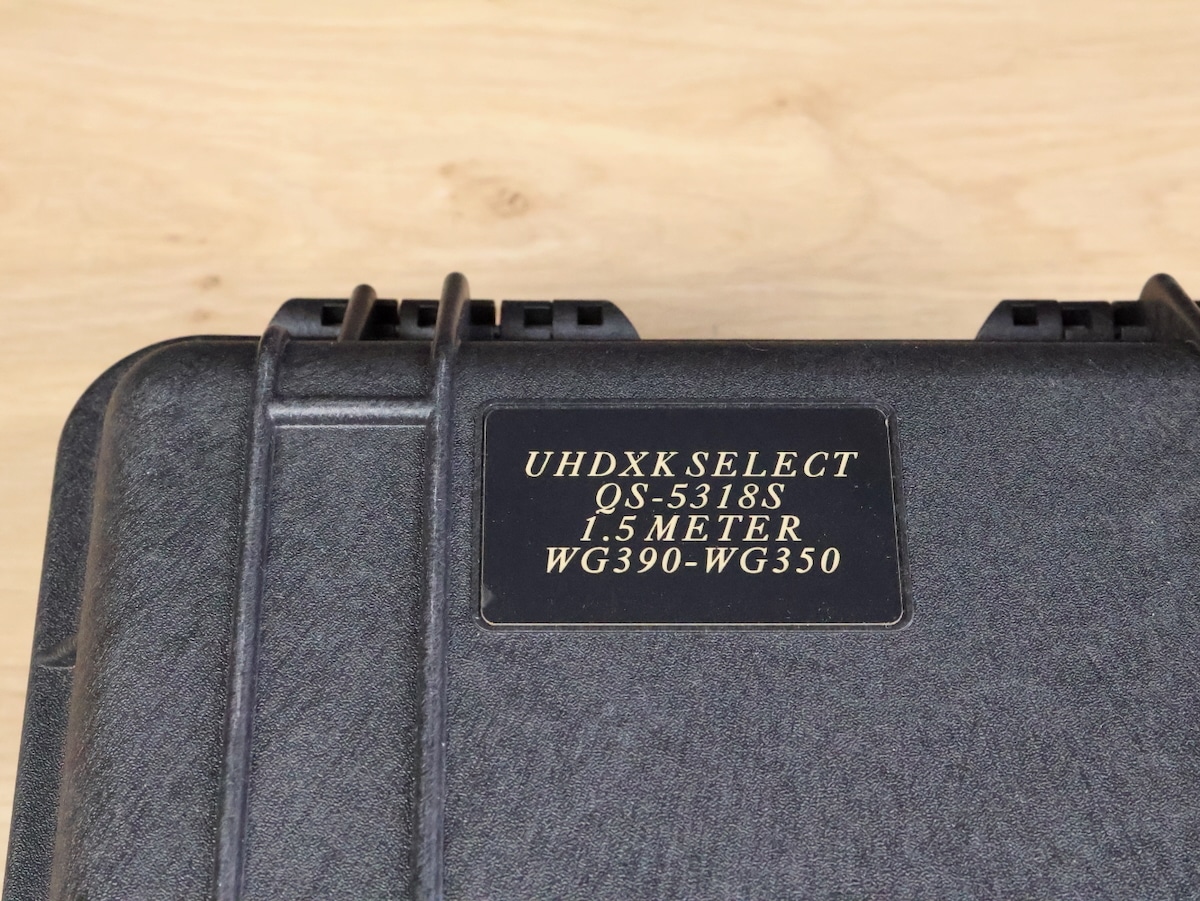 UHDXK SELECT
QS-5318S
1.5 METER
WG390-WG350